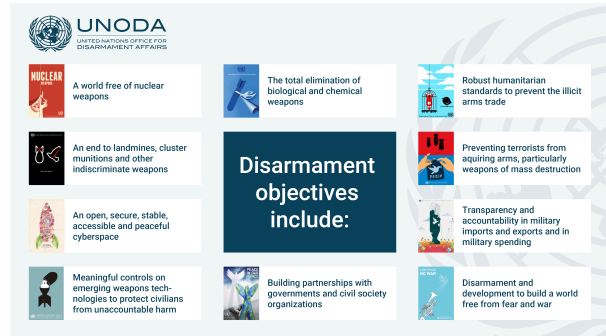 UNODA
UNITED NATIONS OFFICE FOR
DISARMAMENT AFFAIRS
NUCLEAR
A world free of nuclear
weapons
The total elimination of
biological and chemical
weapons
Robust humanitarian
standards to prevent the illicit
arms trade
An end to landmines, cluster
munitions and other
indiscriminate weapons
Disarmament
objectives
include:
Preventing terrorists from
aquiring arms, particularly
weapons of mass destruction
An open, secure, stable,
accessible and peaceful
cyberspace
Transparency and
accountability in military
imports and exports and in
military spending
Meaningful controls on
emerging weapons tech-
nologies to protect civilians
from unaccountable harm
PEACE
Building partnerships with
governments and civil society
organizations
NO WAR
Disarmament and
development to build a world
free from fear and war